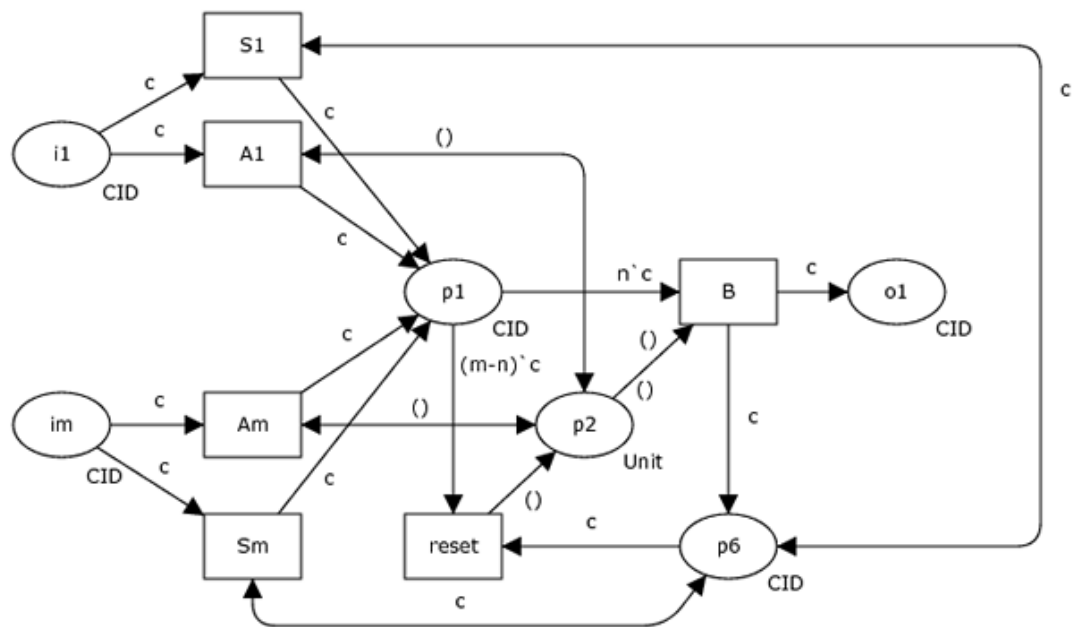 S1
c
c
c
c
()
i1
A1
CID
c
n`c
c
p1
B
o1
CID
CID
()
c
(m-n)`c
()
c
()
im
Am
p2
c
CID
c
Unit
c
()
c
Sm
reset
p6
CID
c